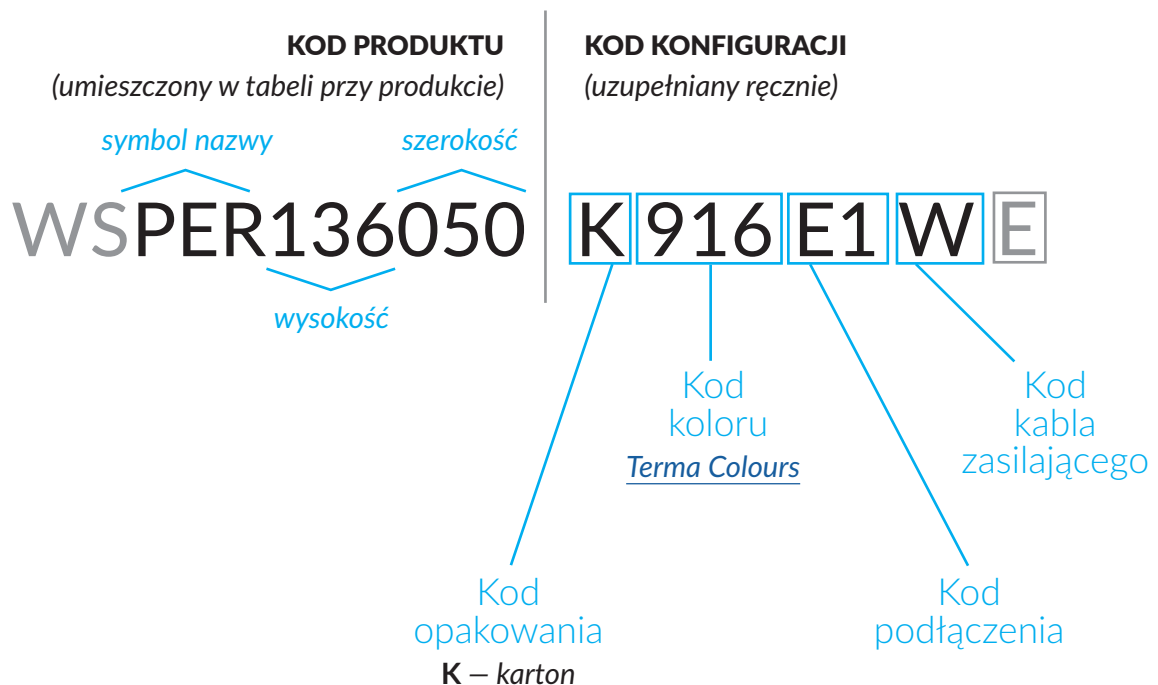 KOD PRODUKTU
(umieszczony w tabeli przy produkcie)
KOD KONFIGURACJI
(uzupełniany ręcznie)
symbol nazwy
szerokość
WSPER136050
K 916 E1 W E
wysokość
Kod
koloru
Terma Colours
Kod
kabla
zasilającego
Kod
opakowania
K – karton
Kod
podłączenia